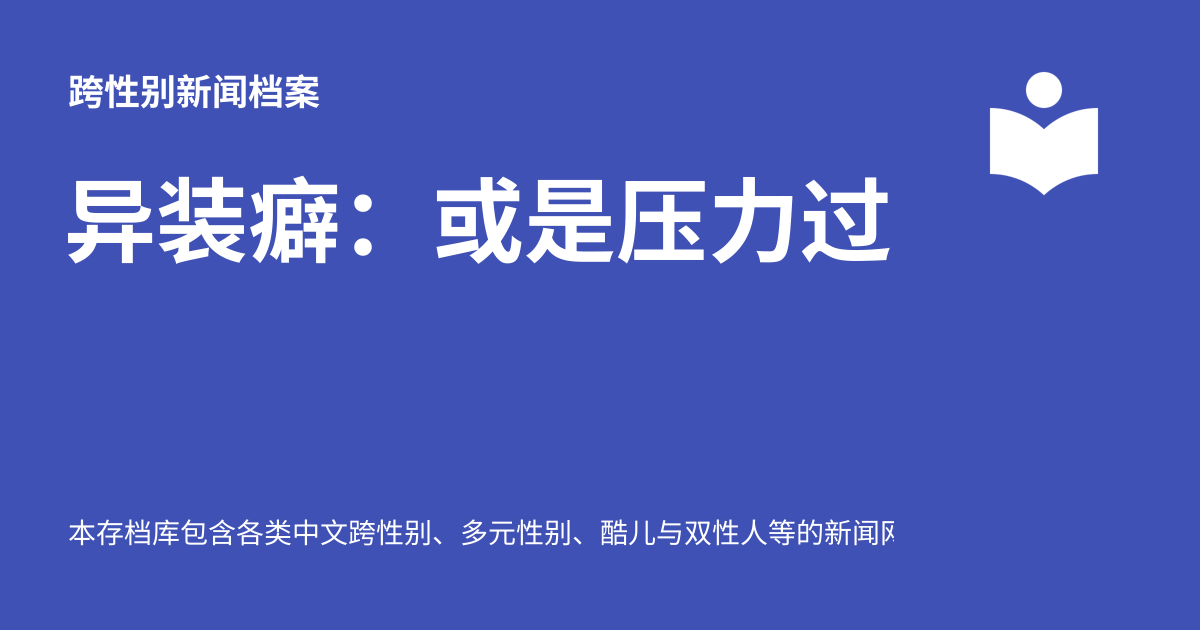 跨性别新闻档案
异装癖：或是压力过
本存档库包含各类中文跨性别、多元性别、酷儿与双性人等的新闻